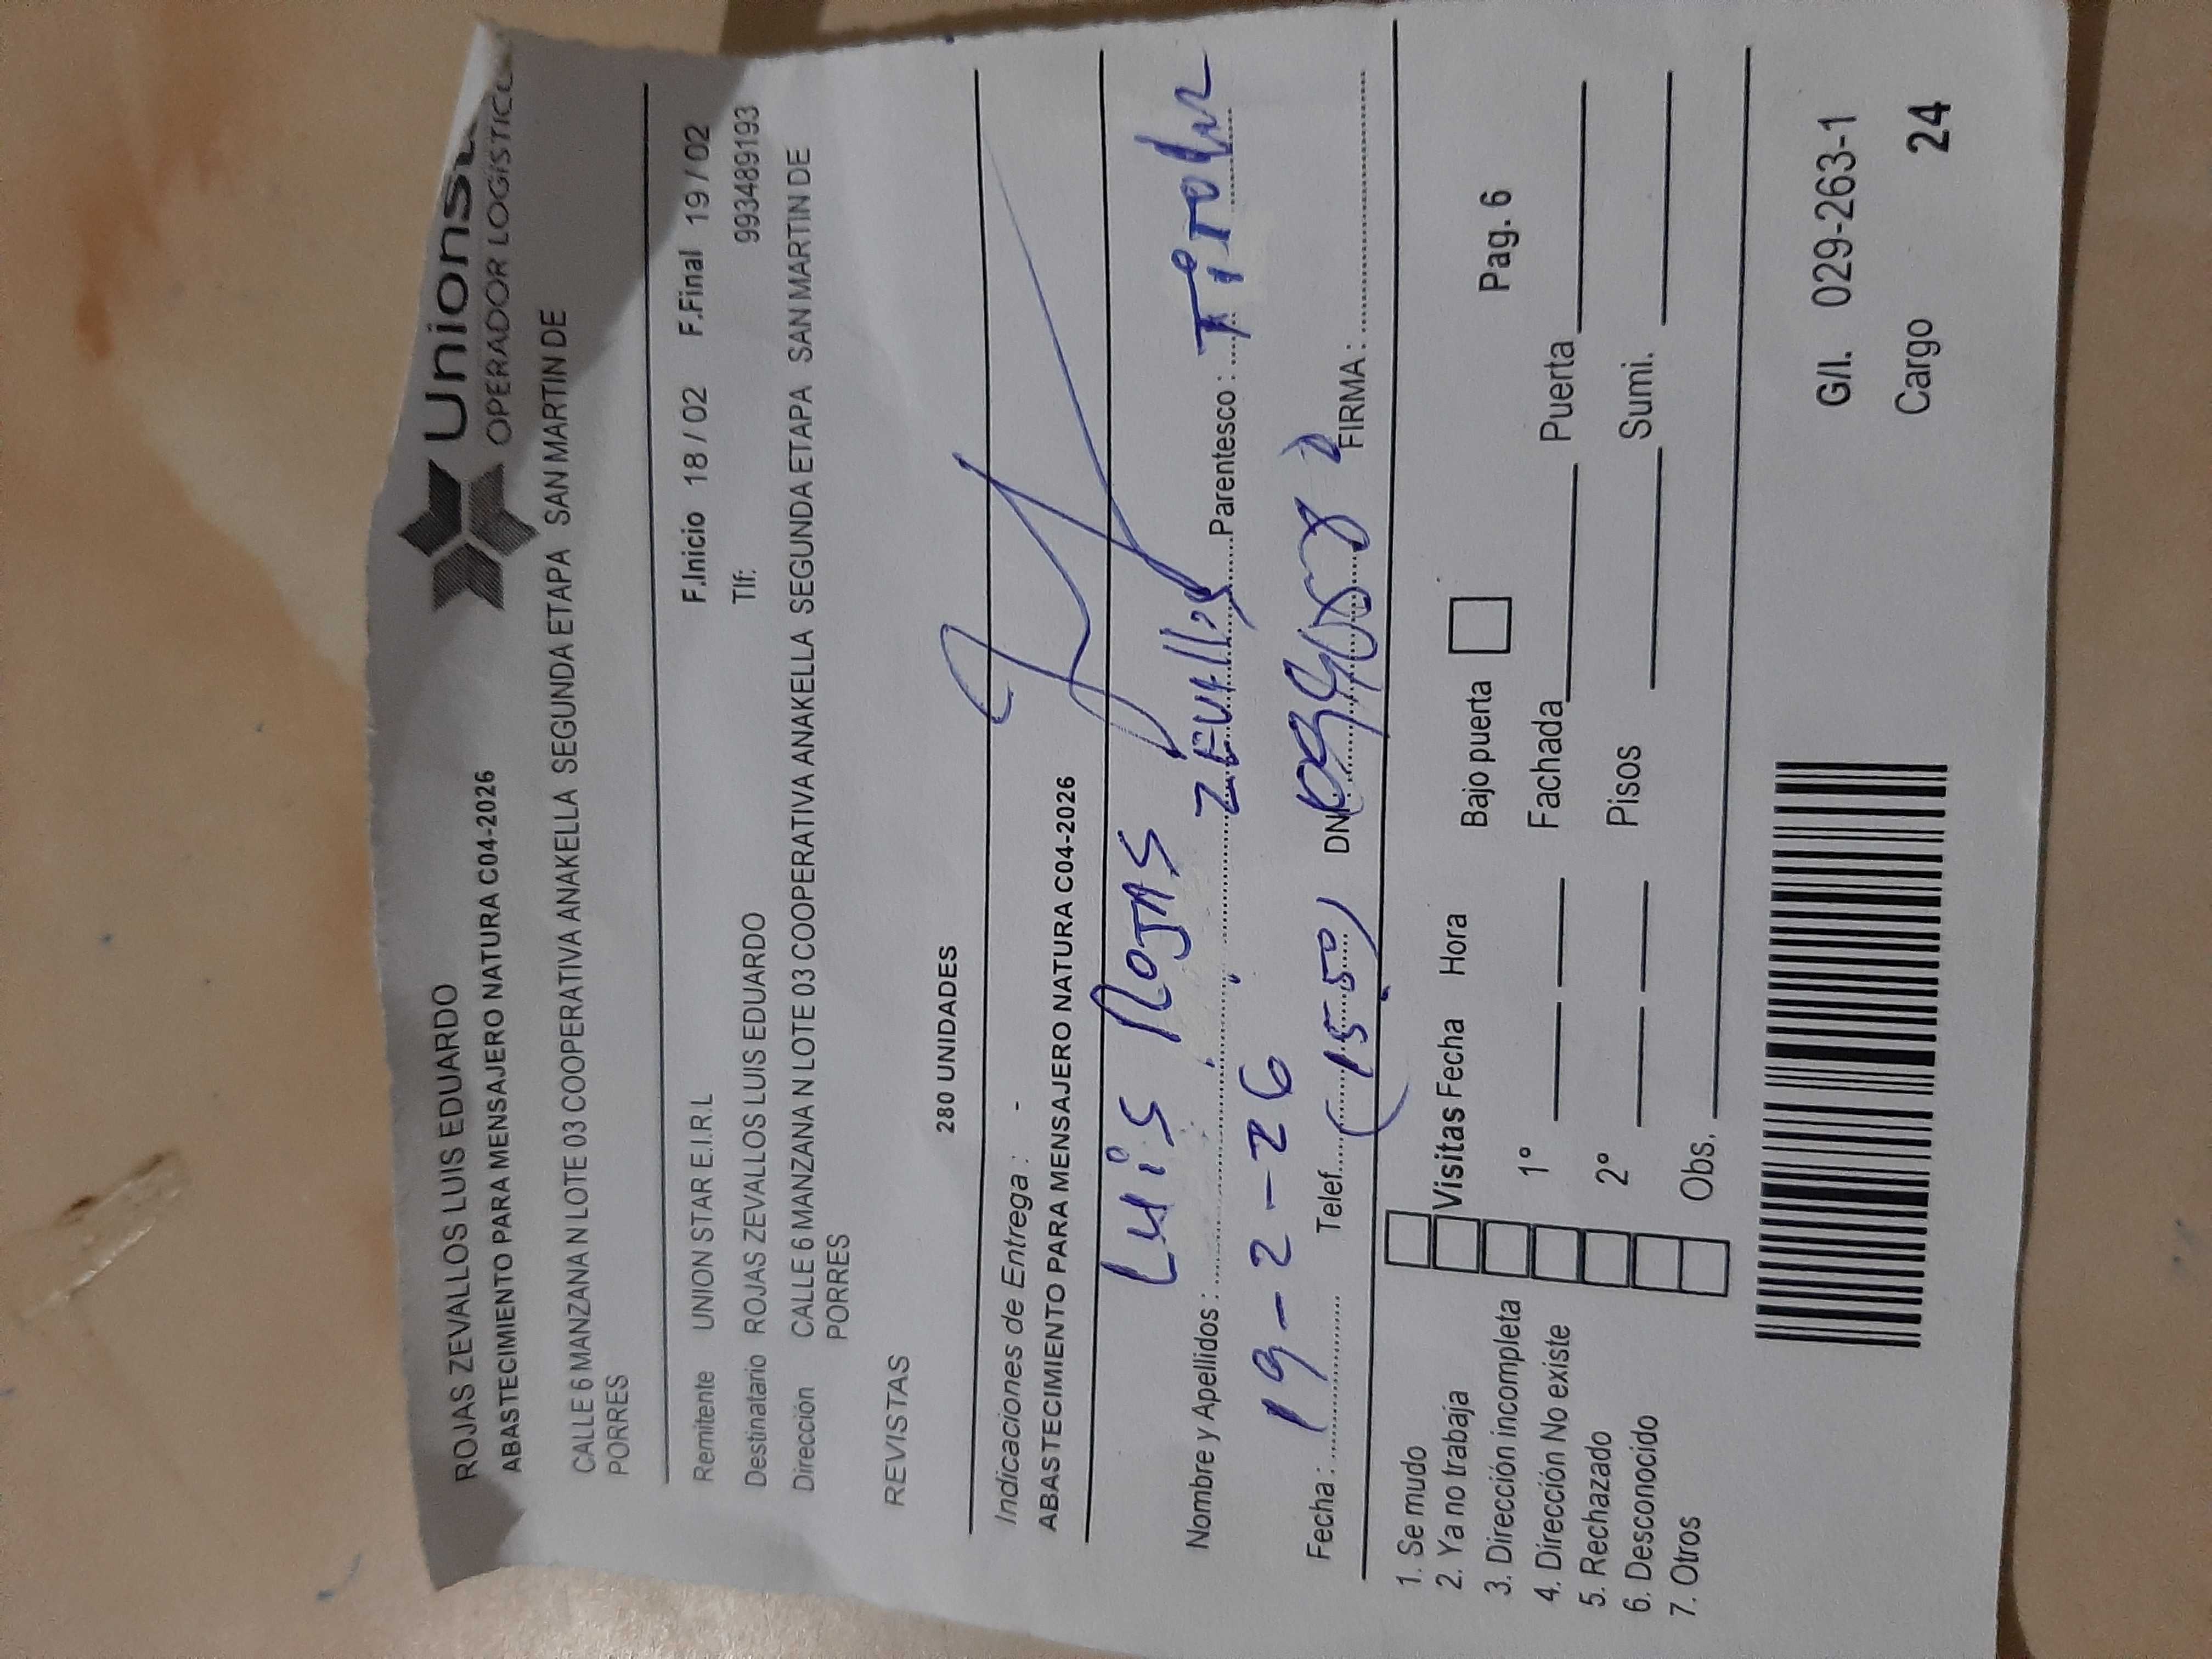 ROJAS ZEVALLOS LUIS EDUARDO
ABASTECIMIENTO PARA MENSAJERO NATURA C04-2026
Unions
OPERADOR LOGISTICO
CALLE 6 MANZANA N LOTE 03 COOPERATIVA ANAKELLA SEGUNDA ETAPA SAN MARTIN DE
PORRES
Remitente UNION STAR E.I.R.L F.Inicio 18 / 02 F.Final 19 / 02
Destinatario ROJAS ZEVALLOS LUIS EDUARDO Tlf: 993489193
Dirección CALLE 6 MANZANA N LOTE 03 COOPERATIVA ANAKELLA SEGUNDA ETAPA SAN MARTIN DE
PORRES
REVISTAS
280 UNIDADES
Indicaciones de Entrega : -
ABASTECIMIENTO PARA MENSAJERO NATURA C04-2026
Nombre y Apellidos : Luis Rojas Zevallos Parentesco : Titular
Fecha : 19-2-26 Telef. (15:50) DNI FIRMA :
1. Se mudo
2. Ya no trabaja
3. Dirección incompleta
4. Dirección No existe
5. Rechazado
6. Desconocido
7. Otros
Visitas Fecha Hora Bajo puerta
1° Fachada Puerta
2° Pisos Sumi.
Obs.
Pag. 6
G/I. 029-263-1
Cargo 24